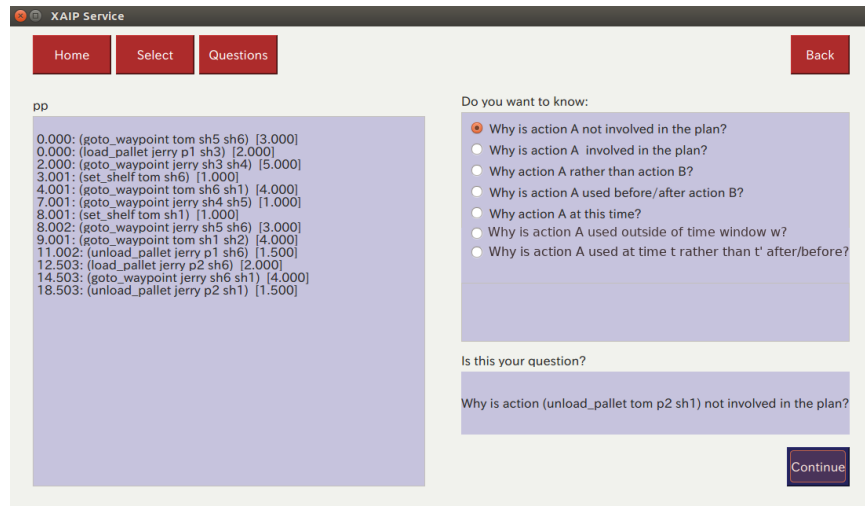 XAIP Service
Home
Select
Questions
Back
pp
0.000: (goto_waypoint tom sh5 sh6) [3.000]
0.000: (load_pallet jerry p1 sh3) [2.000]
2.000: (goto_waypoint jerry sh3 sh4) [5.000]
3.001: (set_shelf tom sh6) [1.000]
4.001: (goto_waypoint tom sh6 sh1) [4.000]
7.001: (goto_waypoint jerry sh4 sh5) [1.000]
8.001: (set_shelf tom sh1) [1.000]
8.002: (goto_waypoint jerry sh5 sh6) [3.000]
9.001: (goto_waypoint tom sh1 sh2) [4.000]
11.002: (unload_pallet jerry p1 sh6) [1.500]
12.503: (load_pallet jerry p2 sh6) [2.000]
14.503: (goto_waypoint jerry sh6 sh1) [4.000]
18.503: (unload_pallet jerry p2 sh1) [1.500]
Do you want to know:
Why is action A not involved in the plan?
Why is action A involved in the plan?
Why action A rather than action B?
Why is action A used before/after action B?
Why action A at this time?
Why is action A used outside of time window w?
Why is action A used at time t rather than t' after/before?
Is this your question?
Why is action (unload_pallet tom p2 sh1) not involved in the plan?
Continue